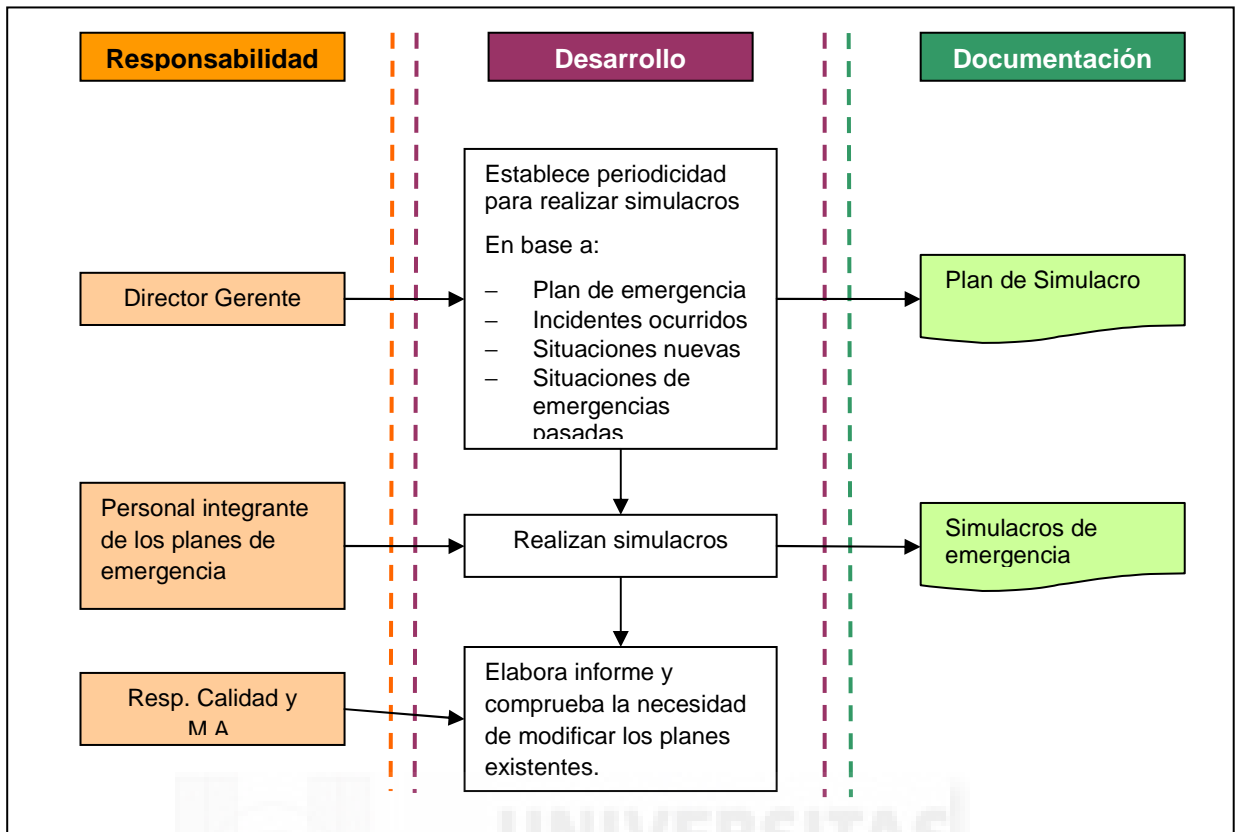 Responsabilidad
Desarrollo
Documentación
Establece periodicidad
para realizar simulacros
En base a:
– Plan de emergencia
– Incidentes ocurridos
– Situaciones nuevas
– Situaciones de
emergencias
pasadas
Director Gerente
Plan de Simulacro
Personal integrante
de los planes de
emergencia
Realizan simulacros
Simulacros de
emergencia
Resp. Calidad y
M.A.
Elabora informe y
comprueba la necesidad
de modificar los planes
existentes.
UNIVERSITAS